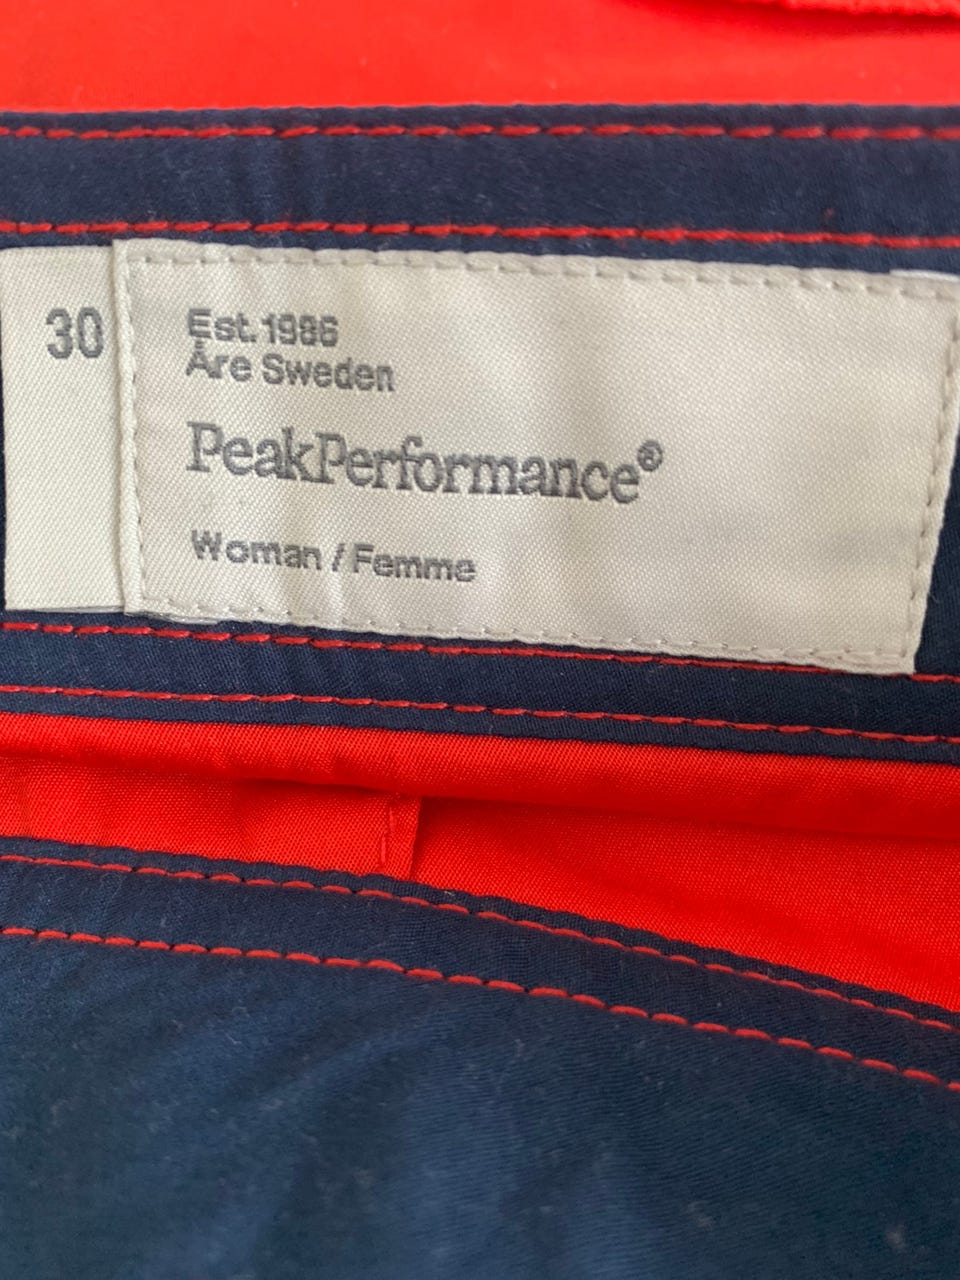 30
Est. 1986
Åre Sweden
PeakPerformance®
Woman / Femme